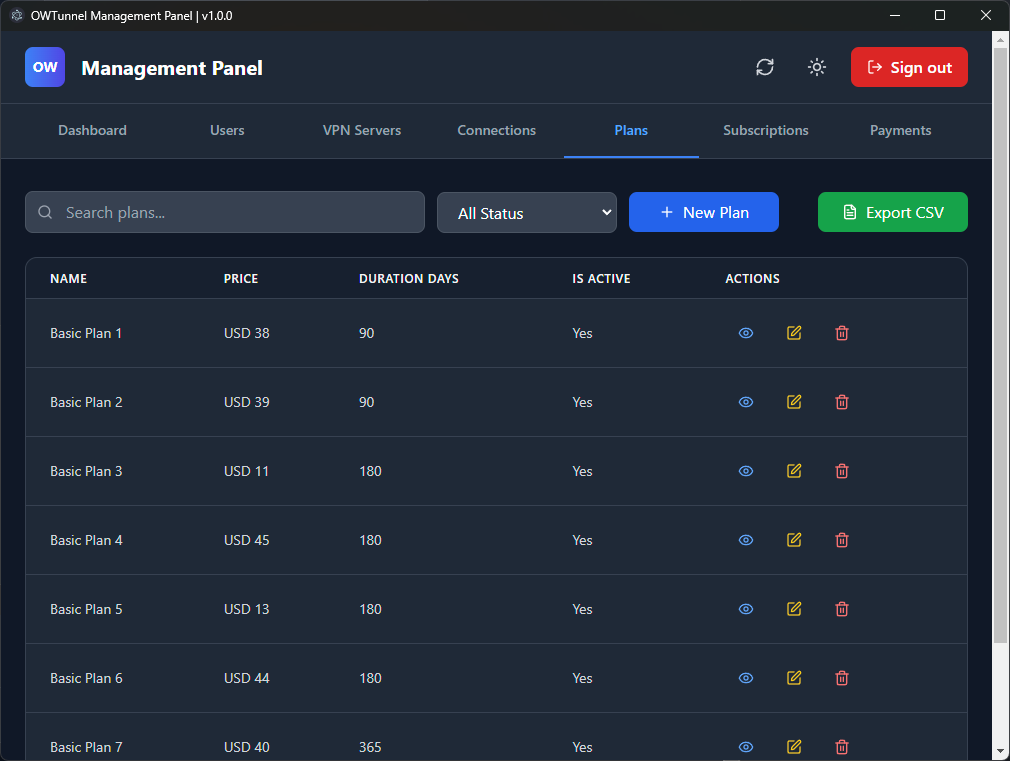 OWTunnel Management Panel | v1.0.0
OW Management Panel Sign out
Dashboard Users VPN Servers Connections Plans Subscriptions Payments
Search plans... All Status + New Plan Export CSV
NAME PRICE DURATION DAYS IS ACTIVE ACTIONS
Basic Plan 1 USD 38 90 Yes
Basic Plan 2 USD 39 90 Yes
Basic Plan 3 USD 11 180 Yes
Basic Plan 4 USD 45 180 Yes
Basic Plan 5 USD 13 180 Yes
Basic Plan 6 USD 44 180 Yes
Basic Plan 7 USD 40 365 Yes